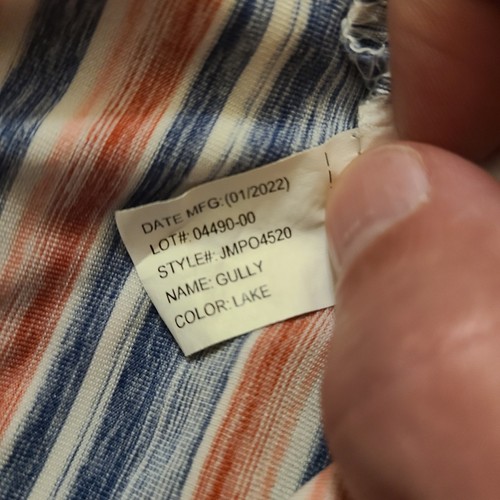 DATE MFG: (01/2022)
LOT#: 04490-00
STYLE#: JMPO4520
NAME: GULLY
COLOR: LAKE